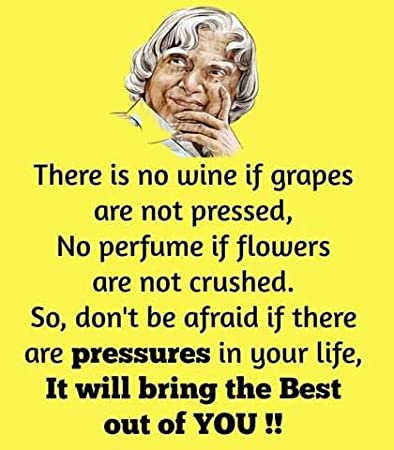 There is no wine if grapes
are not pressed,
No perfume if flowers
are not crushed.
So, don't be afraid if there
are pressures in your life,
It will bring the Best
out of YOU !!